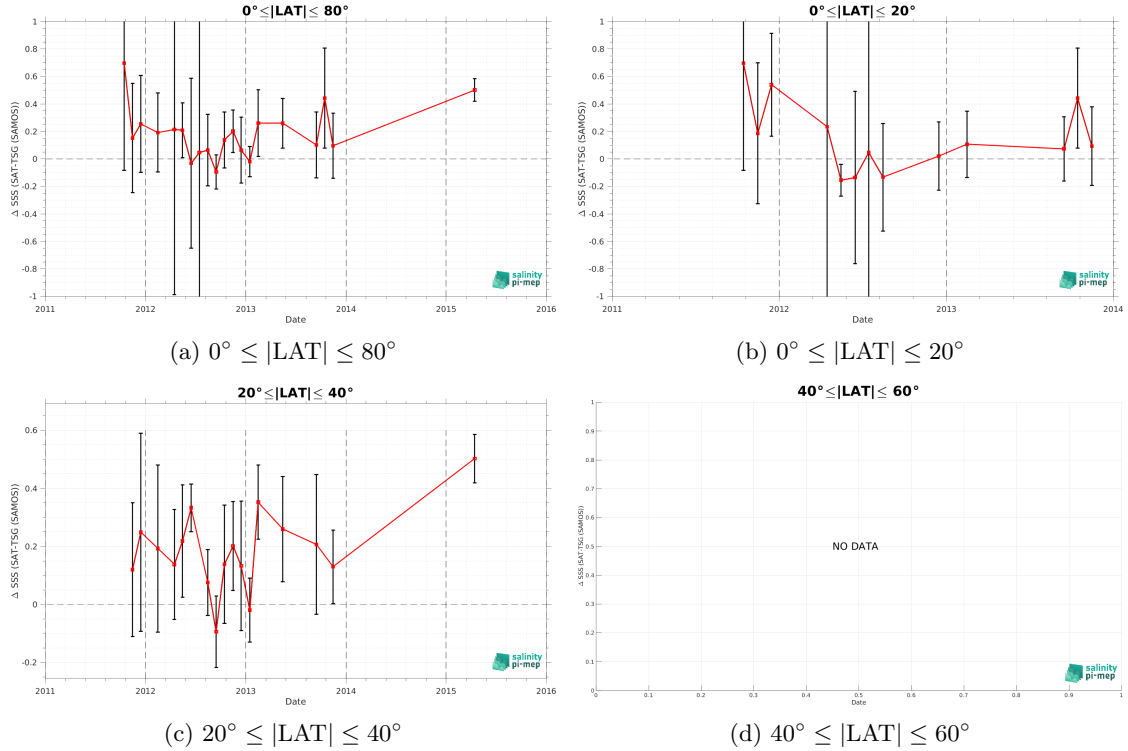 0°≤|LAT|≤ 80°
1
0.8
0.6
0.4
0.2
0
-0.2
-0.4
-0.6
-0.8
-1
Δ SSS (SAT-TSG (SAMOS))
2011
2012
2013
2014
2015
2016
Date
salinity
pi-mep
(a) 0° ≤ |LAT| ≤ 80°
0°≤|LAT|≤ 20°
1
0.8
0.6
0.4
0.2
0
-0.2
-0.4
-0.6
-0.8
-1
Δ SSS (SAT-TSG (SAMOS))
2011
2012
2013
2014
Date
salinity
pi-mep
(b) 0° ≤ |LAT| ≤ 20°
20°≤|LAT|≤ 40°
0.6
0.4
0.2
0
-0.2
Δ SSS (SAT-TSG (SAMOS))
2011
2012
2013
2014
2015
2016
Date
salinity
pi-mep
(c) 20° ≤ |LAT| ≤ 40°
40°≤|LAT|≤ 60°
1
0.9
0.8
0.7
0.6
0.5
0.4
0.3
0.2
0.1
0
Δ SSS (SAT-TSG (SAMOS))
NO DATA
0
0.1
0.2
0.3
0.4
0.5
0.6
0.7
0.8
0.9
1
Date
salinity
pi-mep
(d) 40° ≤ |LAT| ≤ 60°